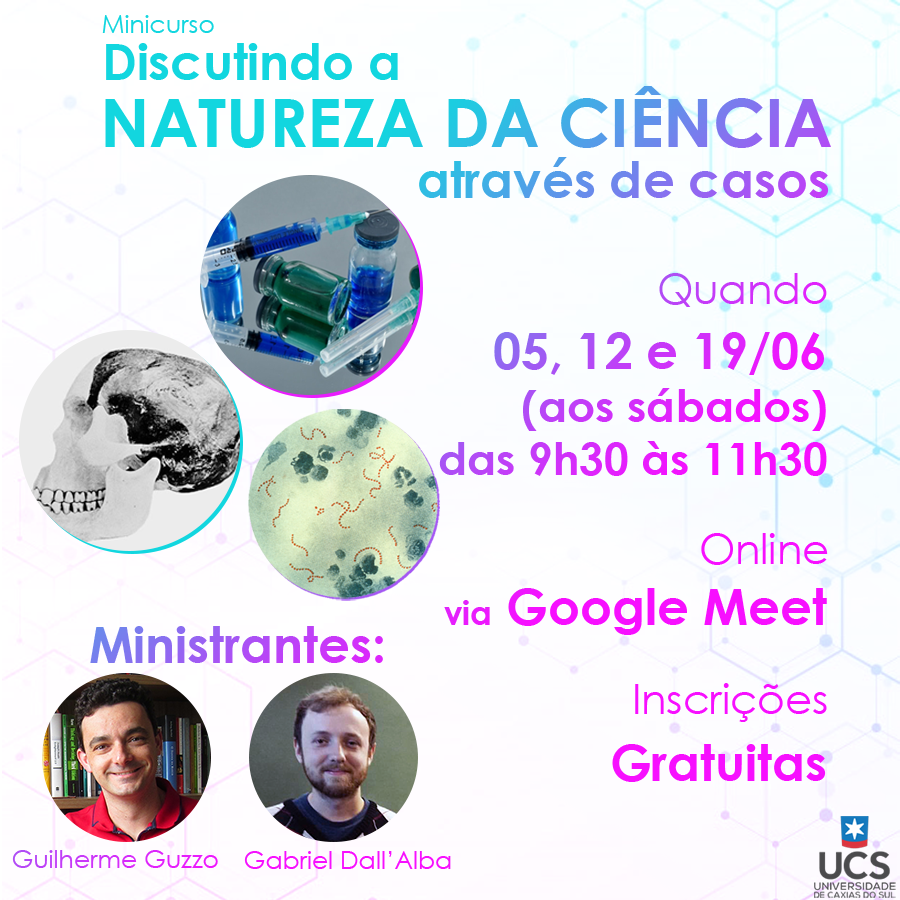 Minicurso
Discutindo a
NATUREZA DA CIÊNCIA
através de casos
Quando
05, 12 e 19/06
(aos sábados)
das 9h30 às 11h30
Online
via Google Meet
Inscrições
Gratuitas
Ministrantes:
Guilherme Guzzo
Gabriel Dall'Alba
UCS
UNIVERSIDADE
DE CAXIAS DO SUL